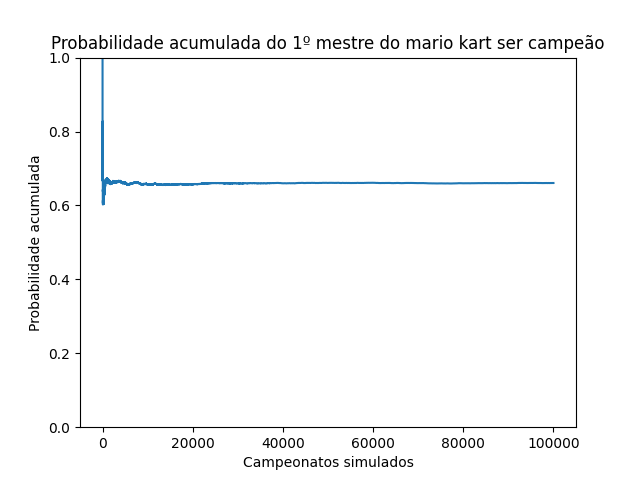 Probabilidade acumulada do 1º mestre do mario kart ser campeão
1.0
0.8
0.6
0.4
0.2
0.0
Probabilidade acumulada
0 20000 40000 60000 80000 100000
Campeonatos simulados